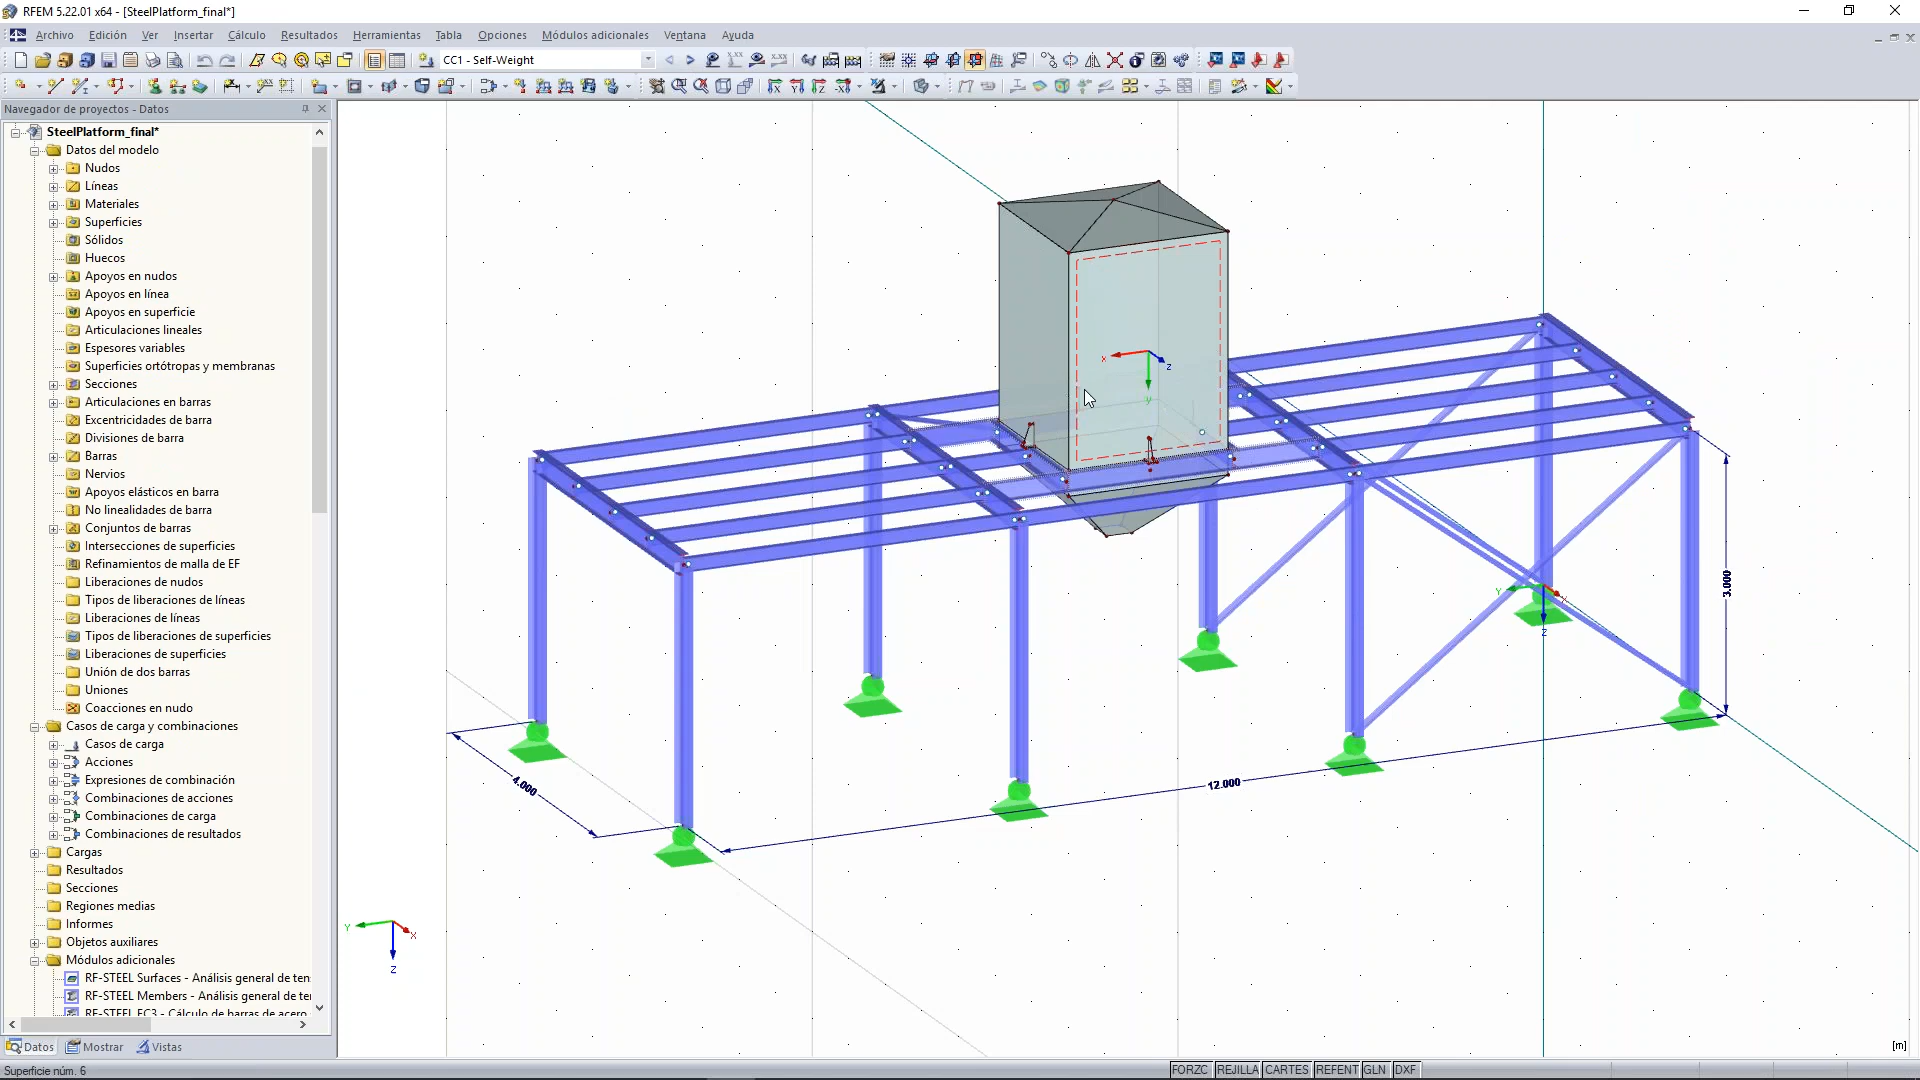 RFEM 5.22.01 x64 - [SteelPlatform_final*]
Archivo Edición Ver Insertar Cálculo Resultados Herramientas Tabla Opciones Módulos adicionales Ventana Ayuda
CC1 - Self-Weight
Navegador de proyectos - Datos
SteelPlatform_final*
Datos del modelo
Nudos
Líneas
Materiales
Superficies
Sólidos
Huecos
Apoyos en nudos
Apoyos en línea
Apoyos en superficie
Articulaciones lineales
Espesores variables
Superficies ortótropas y membranas
Secciones
Articulaciones en barras
Excentricidades de barra
Divisiones de barra
Barras
Nervios
Apoyos elásticos en barra
No linealidades de barra
Conjuntos de barras
Intersecciones de superficies
Refinamientos de malla de EF
Liberaciones de nudos
Tipos de liberaciones de líneas
Liberaciones de líneas
Tipos de liberaciones de superficies
Liberaciones de superficies
Unión de dos barras
Uniones
Coacciones en nudo
Casos de carga y combinaciones
Casos de carga
Acciones
Expresiones de combinación
Combinaciones de acciones
Combinaciones de carga
Combinaciones de resultados
Cargas
Resultados
Secciones
Regiones medias
Informes
Objetos auxiliares
Módulos adicionales
RF-STEEL Surfaces - Análisis general de ten
RF-STEEL Members - Análisis general de te
RF-STEEL EC3 - Cálculo de barras de acero
Datos Mostrar Vistas
x
z
y
Y
X
Z
3.000
4.000
12.000
Y
X
Z
[m]
Superficie núm. 6
FORZC REJILLA CARTES REFENT GLN DXF